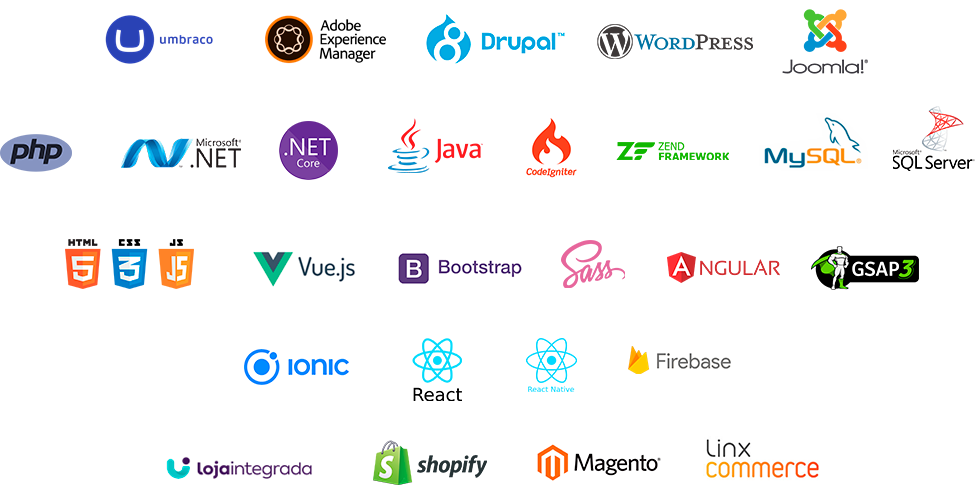 umbraco
Adobe
Experience
Manager
Drupal™
WORDPRESS
Joomla!®
php
Microsoft®
.NET
.NET
Core
Java
CodeIgniter
ZEND
FRAMEWORK
MySQL®
Microsoft®
SQL Server®
HTML
5
CSS
3
JS
JS
Vue.js
B
Bootstrap
Sass
ANGULAR
GSAP3
IONIC
React
React Native
Firebase
lojaintegrada
S
shopify
Magento®
Linx
commerce